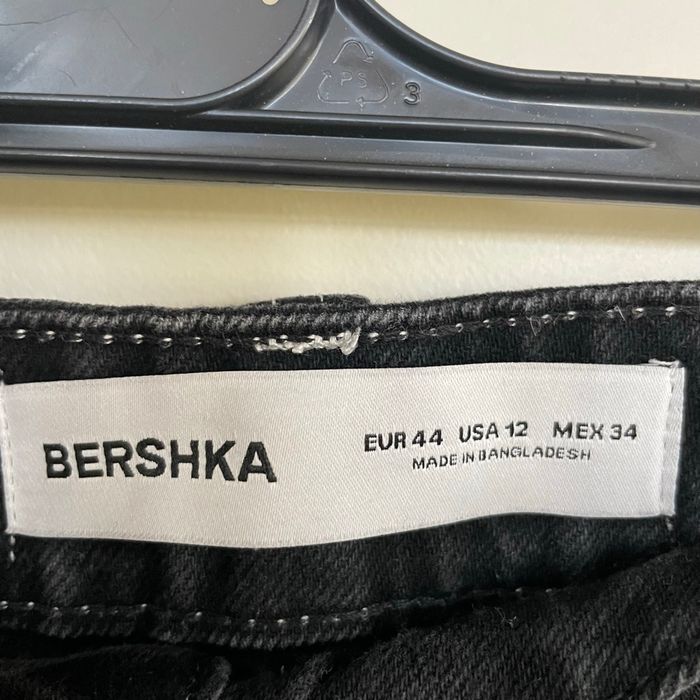 PS
3
BERSHKA
EUR 44 USA 12 MEX 34
MADE IN BANGLADESH